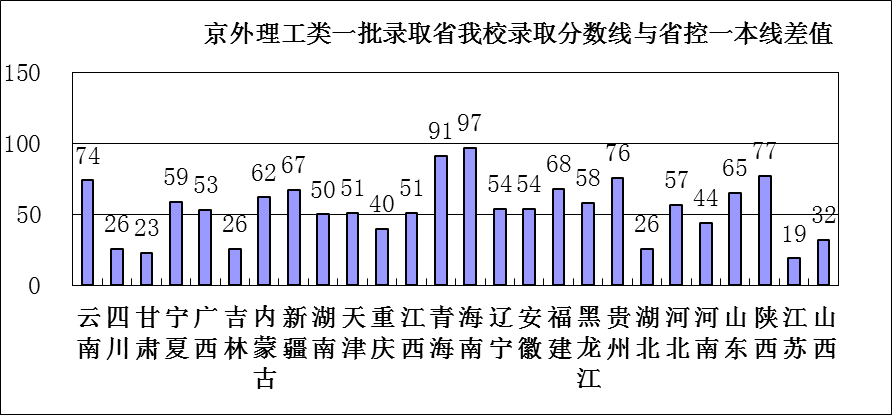 京外理工类一批录取省我校录取分数线与省控一本线差值
150
100
50
0
74
26
23
59
53
26
62
67
50
51
40
51
91
97
54
54
68
58
76
26
57
44
65
77
19
32
云南
四川
甘肃
宁夏
广西
吉林
内蒙古
新疆
湖南
天津
重庆
江西
青海
海南
辽宁
安徽
福建
黑龙江
贵州
湖北
河北
河南
山东
陕西
江苏
山西